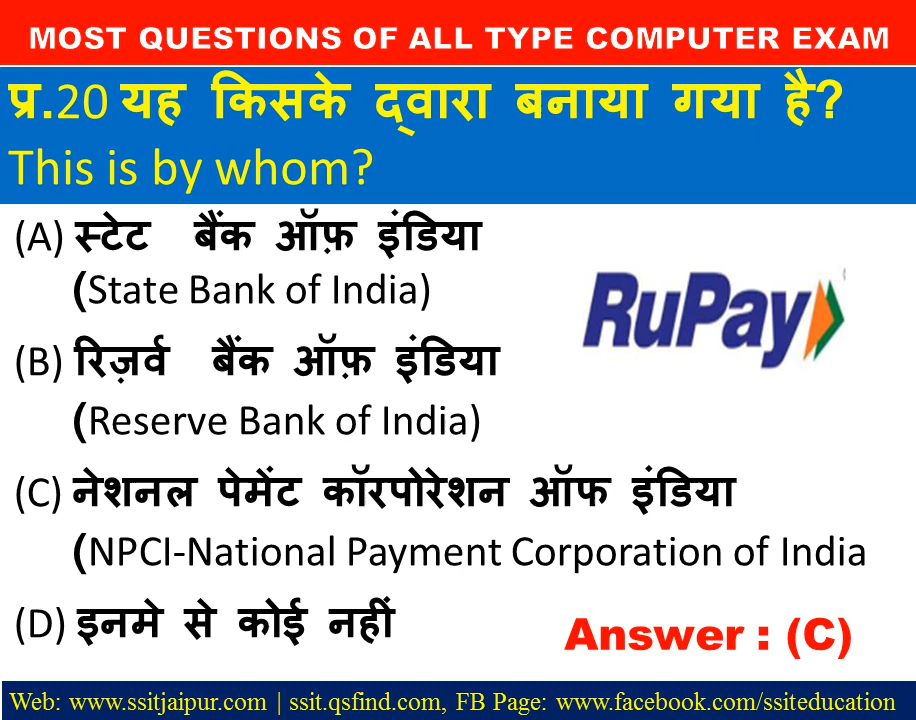 MOST QUESTIONS OF ALL TYPE COMPUTER EXAM
प्र.20 यह किसके द्वारा बनाया गया है?
This is by whom?
(A) स्टेट बैंक ऑफ़ इंडिया
(State Bank of India)
RuPay
(B) रिज़र्व बैंक ऑफ़ इंडिया
(Reserve Bank of India)
(C) नेशनल पेमेंट कॉरपोरेशन ऑफ इंडिया
(NPCI-National Payment Corporation of India
(D) इनमे से कोई नहीं
Answer : (C)
Web: www.ssitjaipur.com | ssit.qsfind.com, FB Page: www.facebook.com/ssiteducation